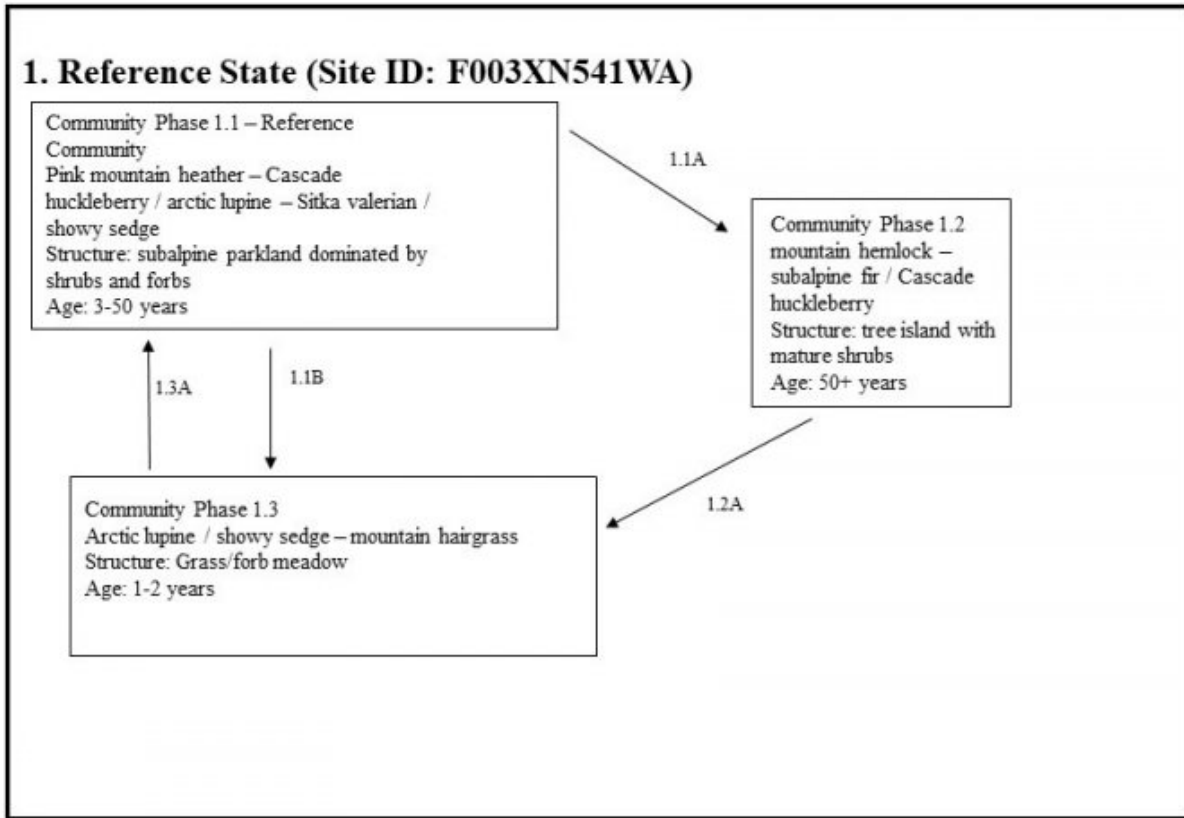 1. Reference State (Site ID: F003XN541WA)
Community Phase 1.1 – Reference
Community
Pink mountain heather – Cascade
huckleberry / arctic lupine – Sitka valerian /
showy sedge
Structure: subalpine parkland dominated by
shrubs and forbs
Age: 3-50 years
1.1A
Community Phase 1.2
mountain hemlock –
subalpine fir / Cascade
huckleberry
Structure: tree island with
mature shrubs
Age: 50+ years
1.3A
1.1B
1.2A
Community Phase 1.3
Arctic lupine / showy sedge – mountain hairgrass
Structure: Grass/forb meadow
Age: 1-2 years